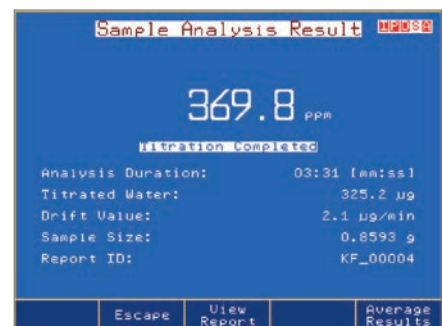 Sample Analysis Result
369.8 ppm
Titration Completed
Analysis Duration: 03:31 [mm:ss]
Titrated Water: 325.2 µg
Drift Value: 2.1 µg/min
Sample Size: 0.8593 g
Report ID: KF_00004
Escape
View Report
Average Results